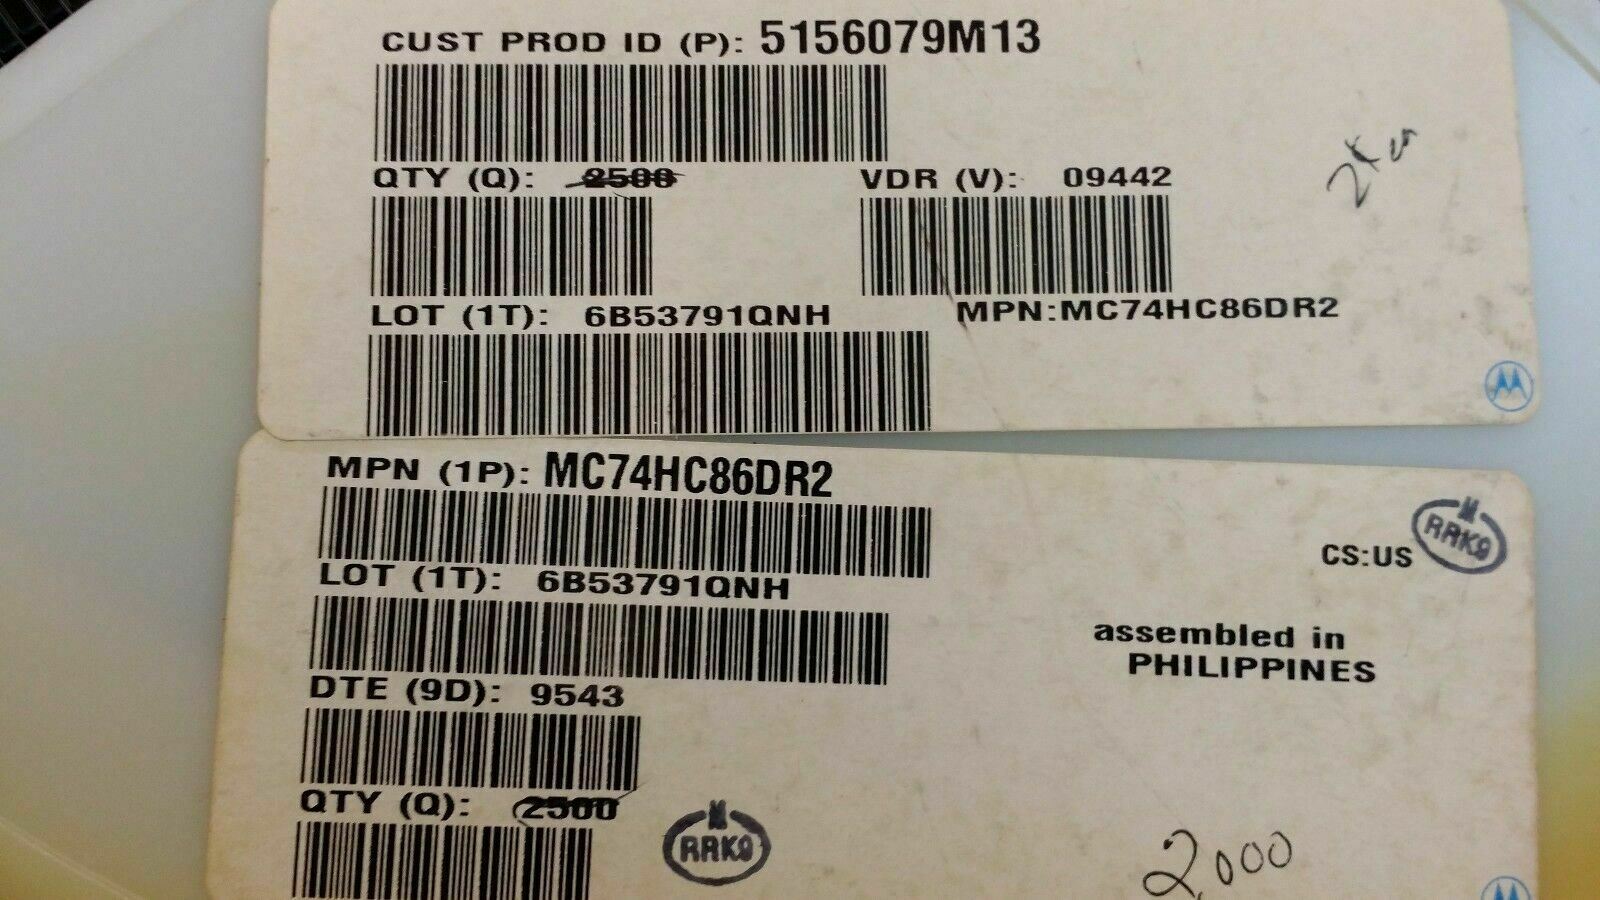 CUST PROD ID (P): 5156079M13
QTY (Q): 2500 VDR (V): 09442
LOT (1T): 6B53791QNH MPN:MC74HC86DR2
MPN (1P): MC74HC86DR2
RRK9
CS:US
LOT (1T): 6B53791QNH
assembled in
PHILIPPINES
DTE (9D): 9543
QTY (Q): 2500
RRK9
2,000